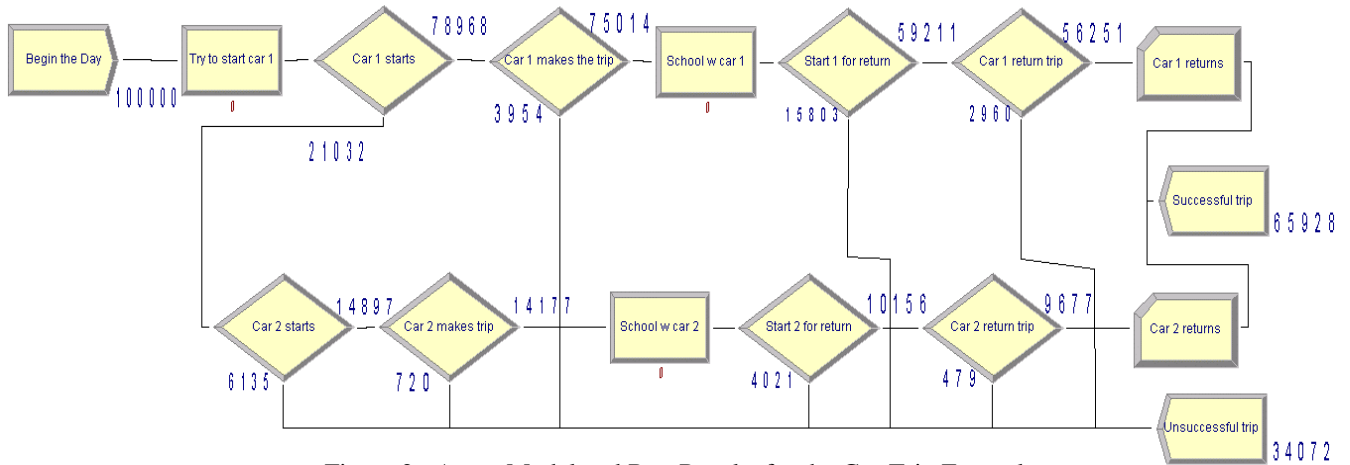 78968
75014
59211
56251
Begin the Day
Try to start car 1
Car 1 starts
Car 1 makes the trip
School w car 1
Start 1 for return
Car 1 return trip
Car 1 returns
100000
0
3954
0
15803
2960
21032
Successful trip
65928
14897
14177
10156
9677
Car 2 starts
Car 2 makes trip
School w car 2
Start 2 for return
Car 2 return trip
Car 2 returns
6135
720
0
4021
479
Unsuccessful trip
34072